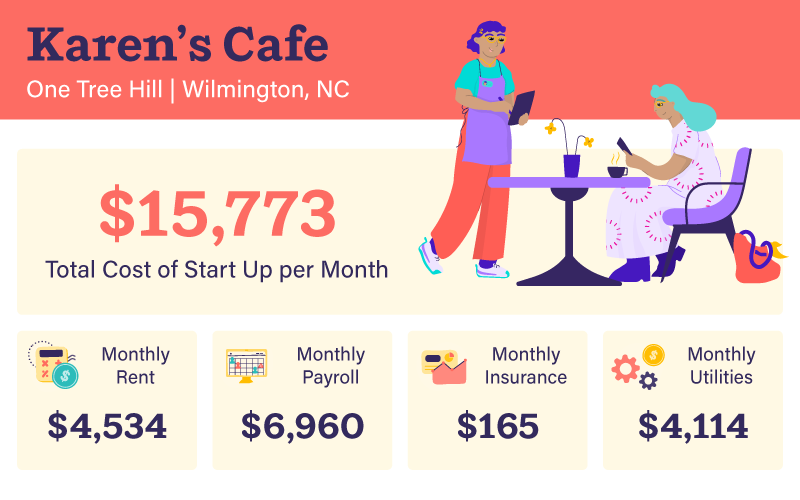 Karen's Cafe
One Tree Hill | Wilmington, NC
$15,773
Total Cost of Start Up per Month
Monthly
Rent
$4,534
Monthly
Payroll
$6,960
Monthly
Insurance
$165
Monthly
Utilities
$4,114